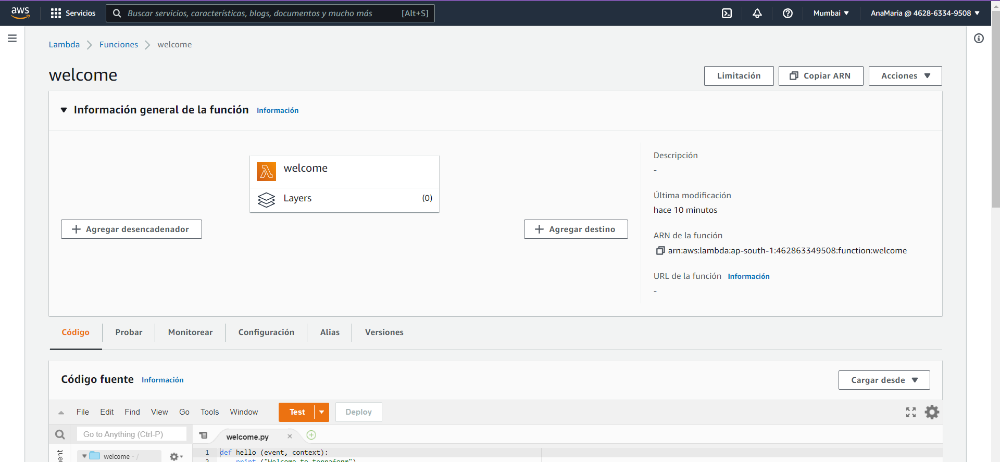 aws Servicios Buscar servicios, características, blogs, documentos y mucho más [Alt+S] Mumbai AnaMaria @ 4628-6334-9508
Lambda Funciones welcome
welcome Limitación Copiar ARN Acciones
Información general de la función Información
welcome
Layers (0)
Agregar desencadenador
Agregar destino
Descripción
-
Última modificación
hace 10 minutos
ARN de la función
arn:aws:lambda:ap-south-1:462863349508:function:welcome
URL de la función Información
-
Código Probar Monitorear Configuración Alias Versiones
Código fuente Información Cargar desde
File Edit Find View Go Tools Window Test Deploy
Go to Anything (Ctrl-P) welcome.py
welcome - /
1 def hello (event, context):
2 print ("Welcome to terraform")